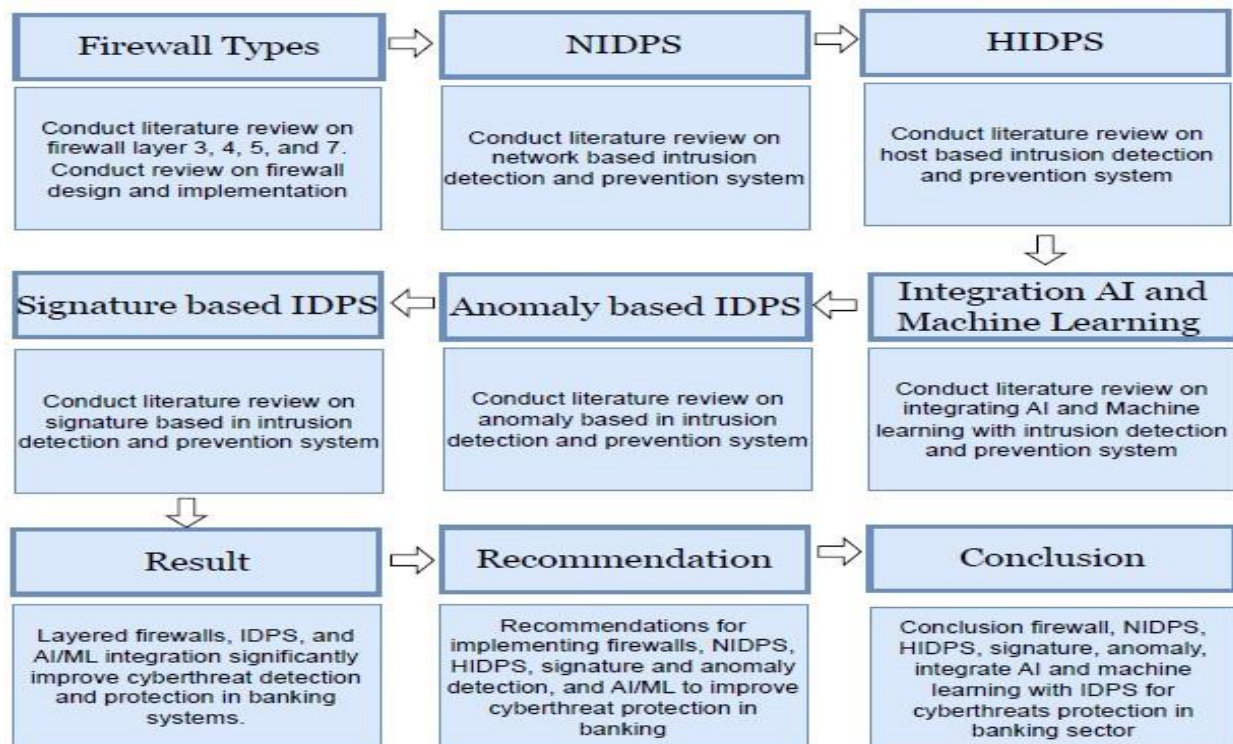 Firewall Types
Conduct literature review on
firewall layer 3, 4, 5, and 7.
Conduct review on firewall
design and implementation
NIDPS
Conduct literature review on
network based intrusion
detection and prevention system
HIDPS
Conduct literature review on
host based intrusion detection
and prevention system
Integration AI and
Machine Learning
Conduct literature review on
integrating AI and Machine
learning with intrusion detection
and prevention system
Anomaly based IDPS
Conduct literature review on
anomaly based in intrusion
detection and prevention system
Signature based IDPS
Conduct literature review on
signature based in intrusion
detection and prevention system
Result
Layered firewalls, IDPS, and
AI/ML integration significantly
improve cyberthreat detection
and protection in banking
systems.
Recommendation
Recommendations for
implementing firewalls, NIDPS,
HIDPS, signature and anomaly
detection, and AI/ML to improve
cyberthreat protection in
banking
Conclusion
Conclusion firewall, NIDPS,
HIDPS, signature, anomaly,
integrate AI and machine
learning with IDPS for
cyberthreats protection in
banking sector